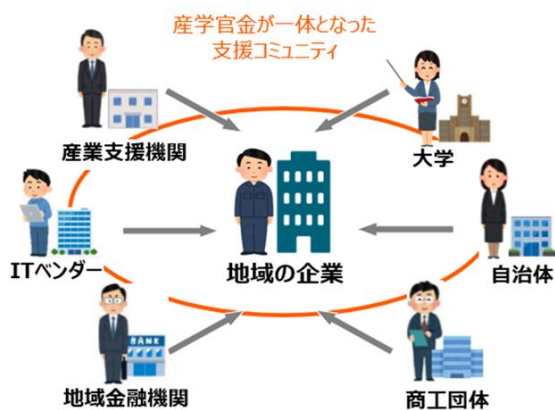 産学官金が一体となった
支援コミュニティ
産業支援機関
大学
ITベンダー
地域の企業
自治体
BANK
地域金融機関
商工団体